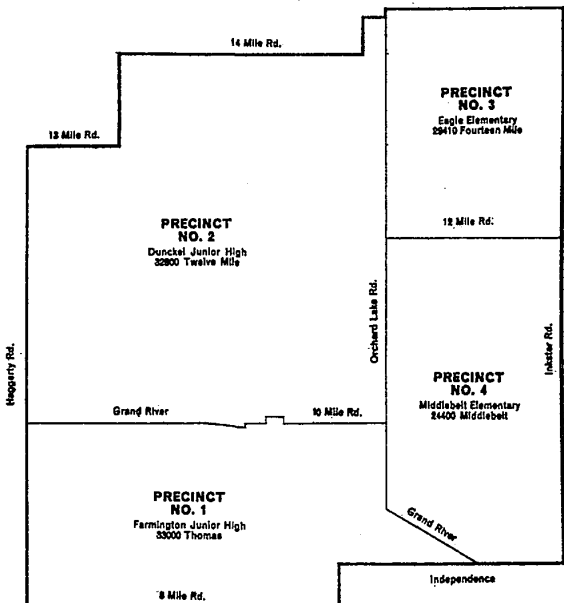 14 Mile Rd.
PRECINCT
NO. 3
Eagle Elementary
29410 Fourteen Mile
13 Mile Rd.
12 Mile Rd.
PRECINCT
NO. 2
Dunckel Junior High
32800 Twelve Mile
Haggerty Rd.
Orchard Lake Rd.
Inkster Rd.
PRECINCT
NO. 4
Middlebelt Elementary
24400 Middlebelt
Grand River
10 Mile Rd.
PRECINCT
NO. 1
Farmington Junior High
33000 Thomas
Grand River
Independence
8 Mile Rd.